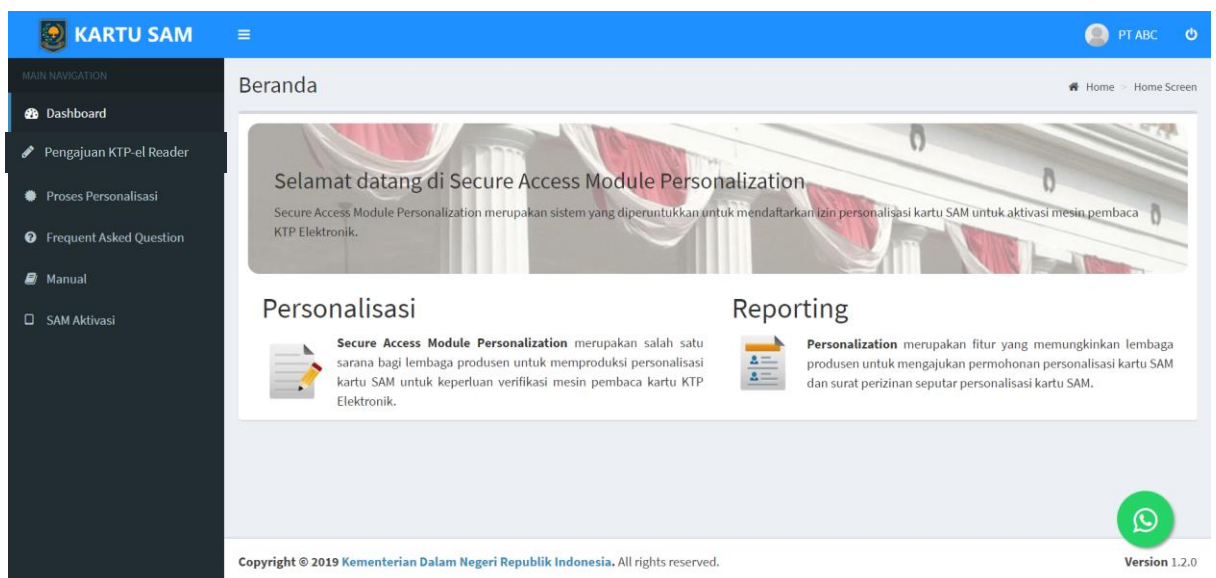 KARTU SAM
PT ABC
MAIN NAVIGATION
Dashboard
Pengajuan KTP-el Reader
Proses Personalisasi
Frequent Asked Question
Manual
SAM Aktivasi
Beranda
Home > Home Screen
Selamat datang di Secure Access Module Personalization
Secure Access Module Personalization merupakan sistem yang diperuntukkan untuk mendaftarkan izin personalisasi kartu SAM untuk aktivasi mesin pembaca
KTP Elektronik.
Personalisasi
Secure Access Module Personalization merupakan salah satu
sarana bagi lembaga produsen untuk memproduksi personalisasi
kartu SAM untuk keperluan verifikasi mesin pembaca kartu KTP
Elektronik.
Reporting
Personalization merupakan fitur yang memungkinkan lembaga
produsen untuk mengajukan permohonan personalisasi kartu SAM
dan surat perizinan seputar personalisasi kartu SAM.
Copyright © 2019 Kementerian Dalam Negeri Republik Indonesia. All rights reserved.
Version 1.2.0